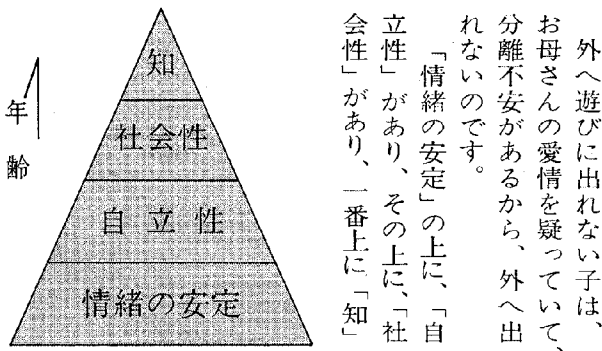 外へ遊びに出れない子は、
お母さんの愛情を疑っていて、
分離不安があるから、外へ出
れないのです。
「情緒の安定」の上に、「自
立性」があり、その上に、「社
会性」があり、一番上に「知」
知
社会性
自立性
情緒の安定
年齢